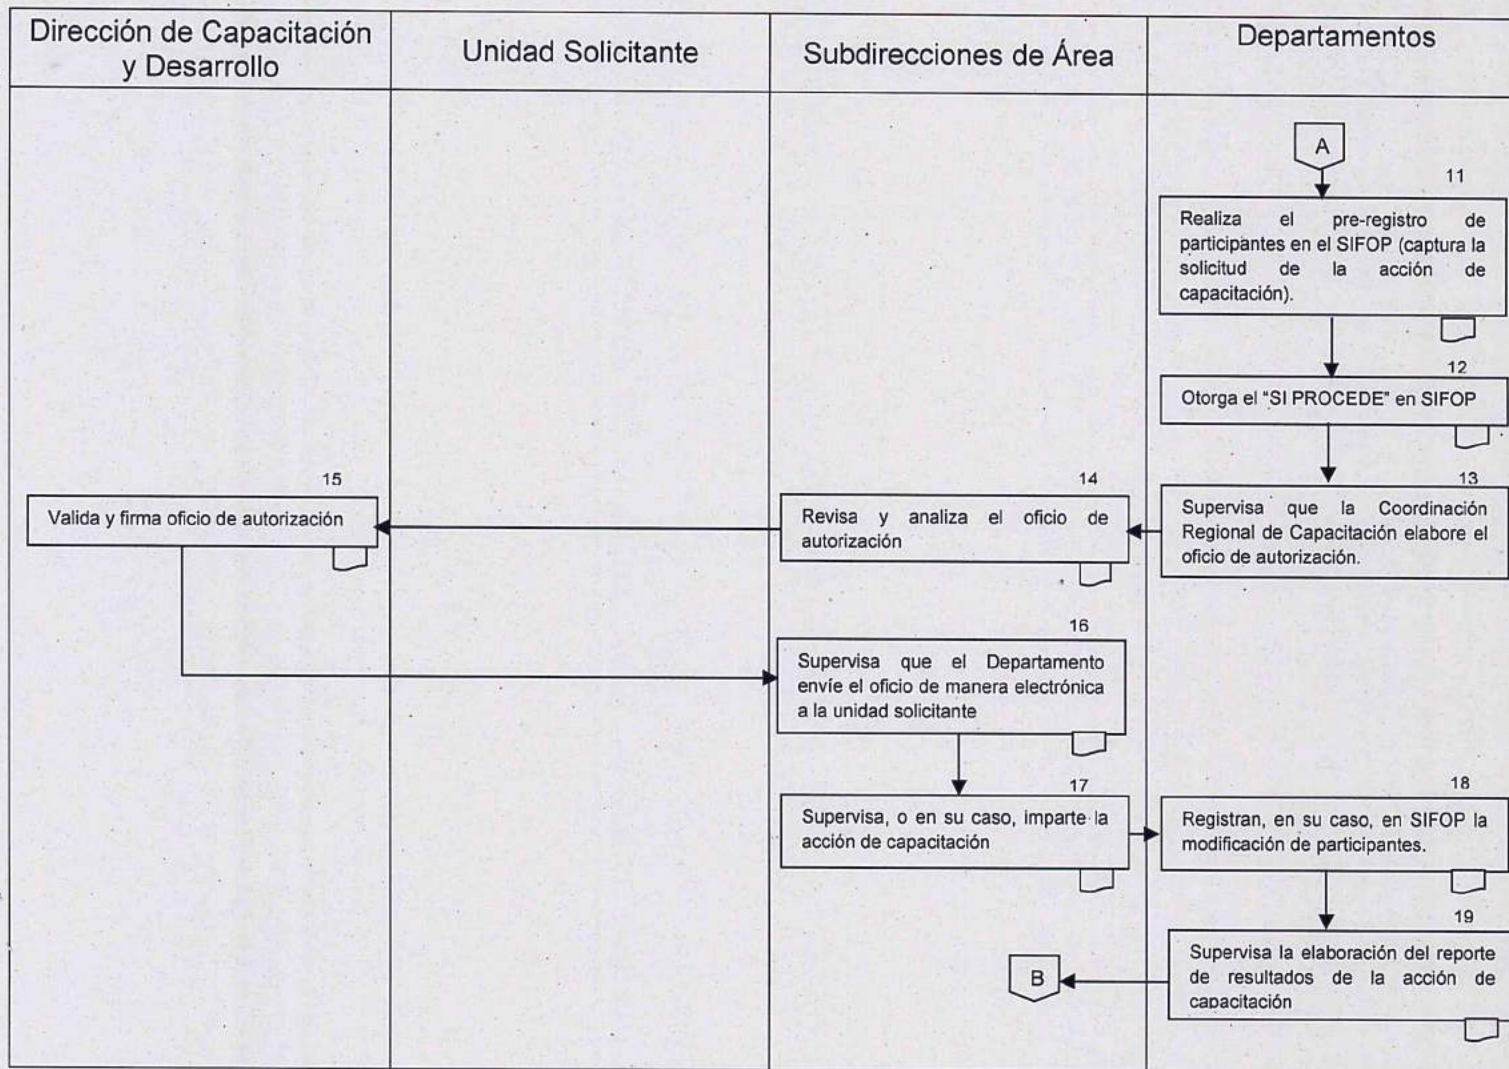 Dirección de Capacitación
y Desarrollo
Unidad Solicitante
Subdirecciones de Área
Departamentos
A
11
Realiza el pre-registro de
participantes en el SIFOP (captura la
solicitud de la acción de
capacitación).
12
Otorga el "SI PROCEDE" en SIFOP
13
Supervisa que la Coordinación
Regional de Capacitación elabore el
oficio de autorización.
14
Revisa y analiza el oficio de
autorización
15
Valida y firma oficio de autorización
16
Supervisa que el Departamento
envíe el oficio de manera electrónica
a la unidad solicitante
17
Supervisa, o en su caso, imparte la
acción de capacitación
18
Registran, en su caso, en SIFOP la
modificación de participantes.
19
Supervisa la elaboración del reporte
de resultados de la acción de
capacitación
B